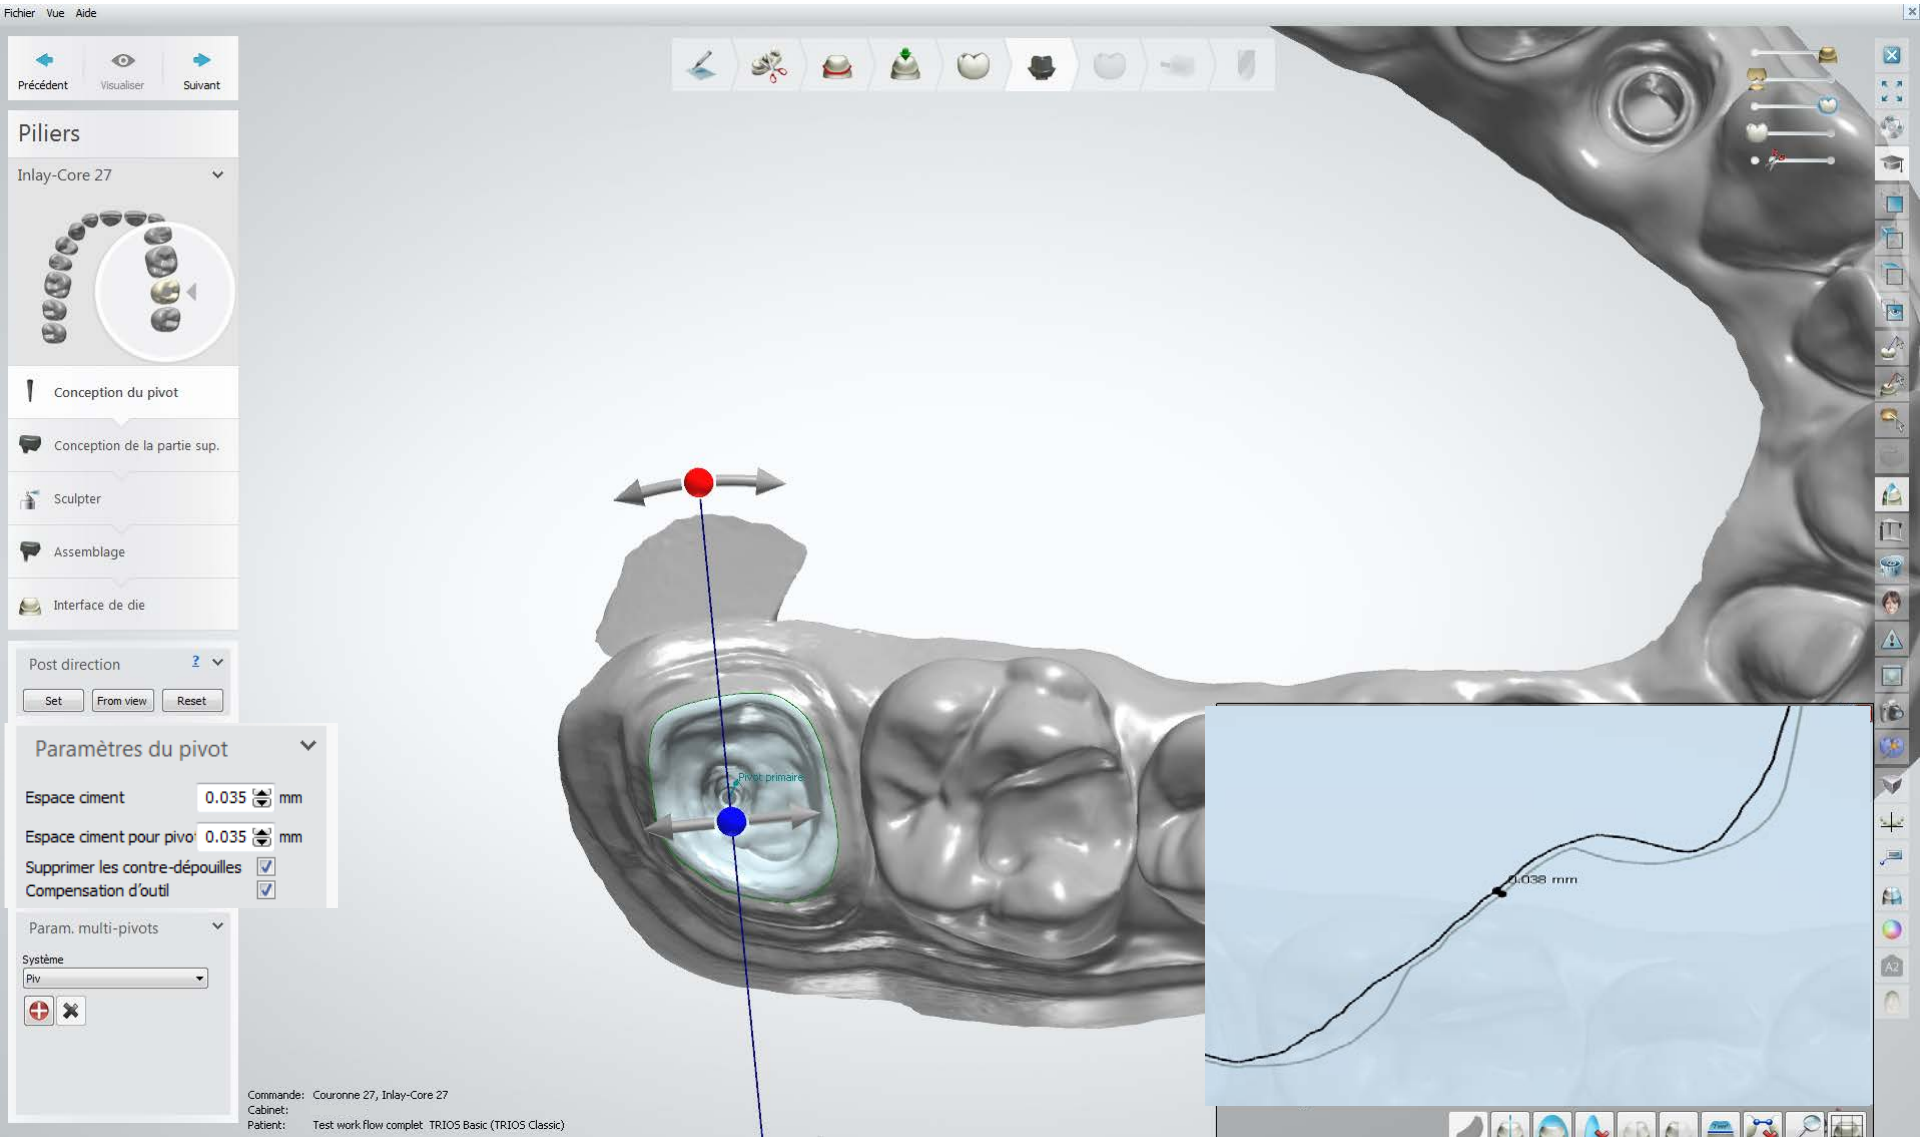 Fichier Vue Aide
Précédent Visualiser Suivant
Piliers
Inlay-Core 27
Conception du pivot
Conception de la partie sup.
Sculpter
Assemblage
Interface de die
Post direction ?
Set From view Reset
Paramètres du pivot
Espace ciment 0.035 mm
Espace ciment pour pivo 0.035 mm
Supprimer les contre-dépouilles
Compensation d'outil
Param. multi-pivots
Système
Piv
Pivot primaire
0.038 mm
A2
Commande: Couronne 27, Inlay-Core 27
Cabinet:
Patient: Test work flow complet TRIOS Basic (TRIOS Classic)